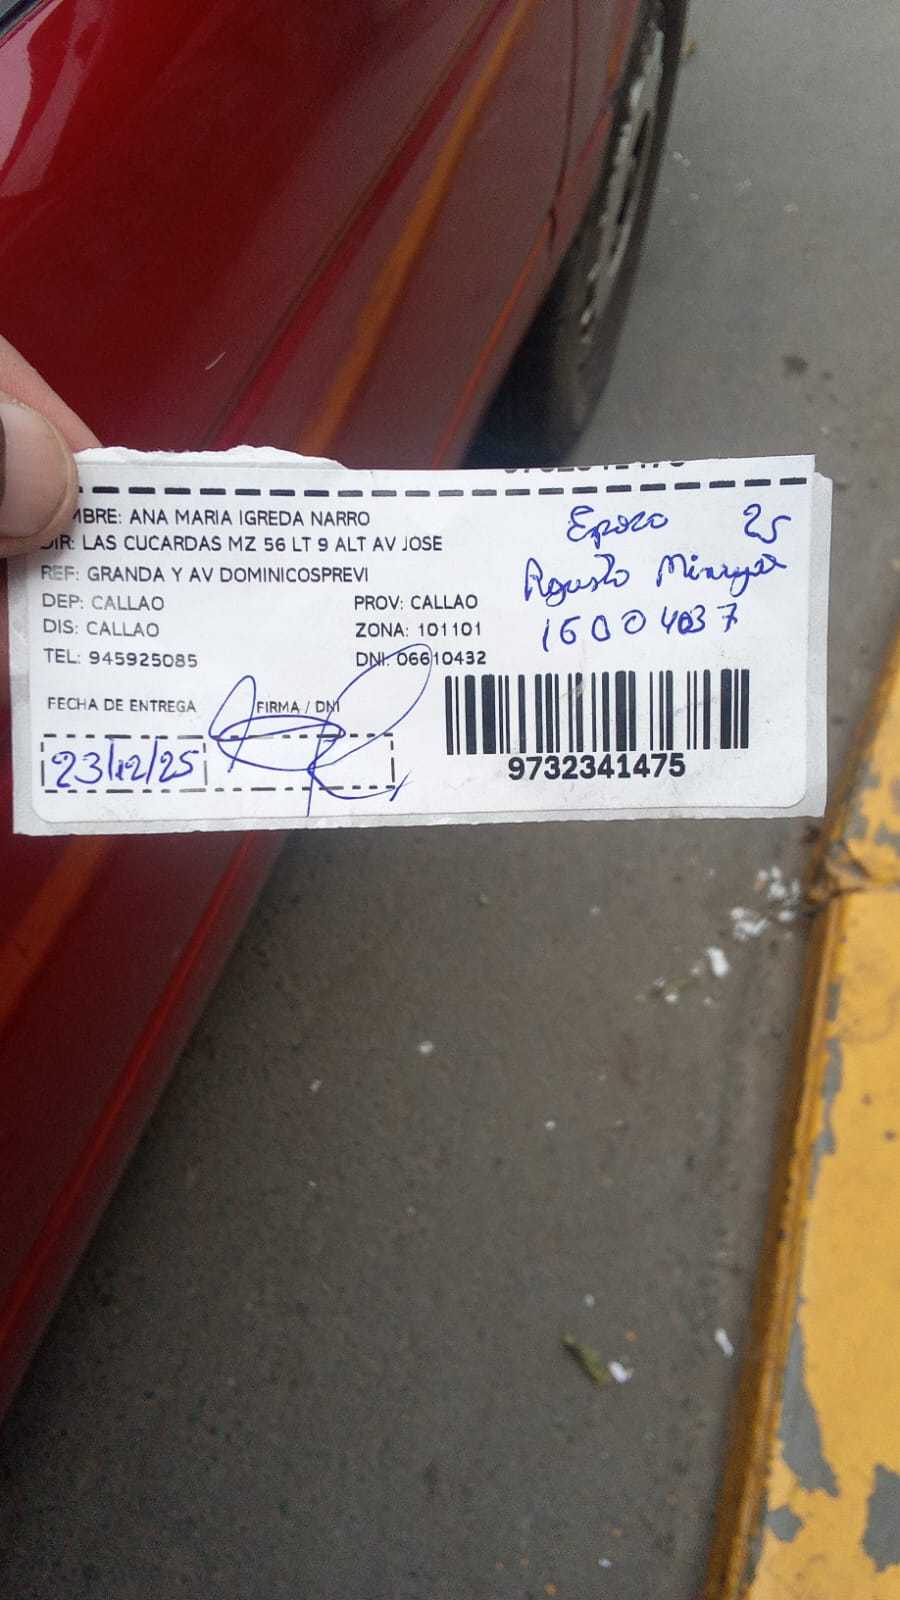 MBRE: ANA MARIA IGREDA NARRO
DIR: LAS CUCARDAS MZ 56 LT 9 ALT AV JOSE
REF: GRANDA Y AV DOMINICOSPREVI
DEP: CALLAO PROV: CALLAO
DIS: CALLAO ZONA: 101101
TEL: 945925085 DNI: 06610432
FECHA DE ENTREGA FIRMA / DNI
23/12/25
25
16004037
9732341475